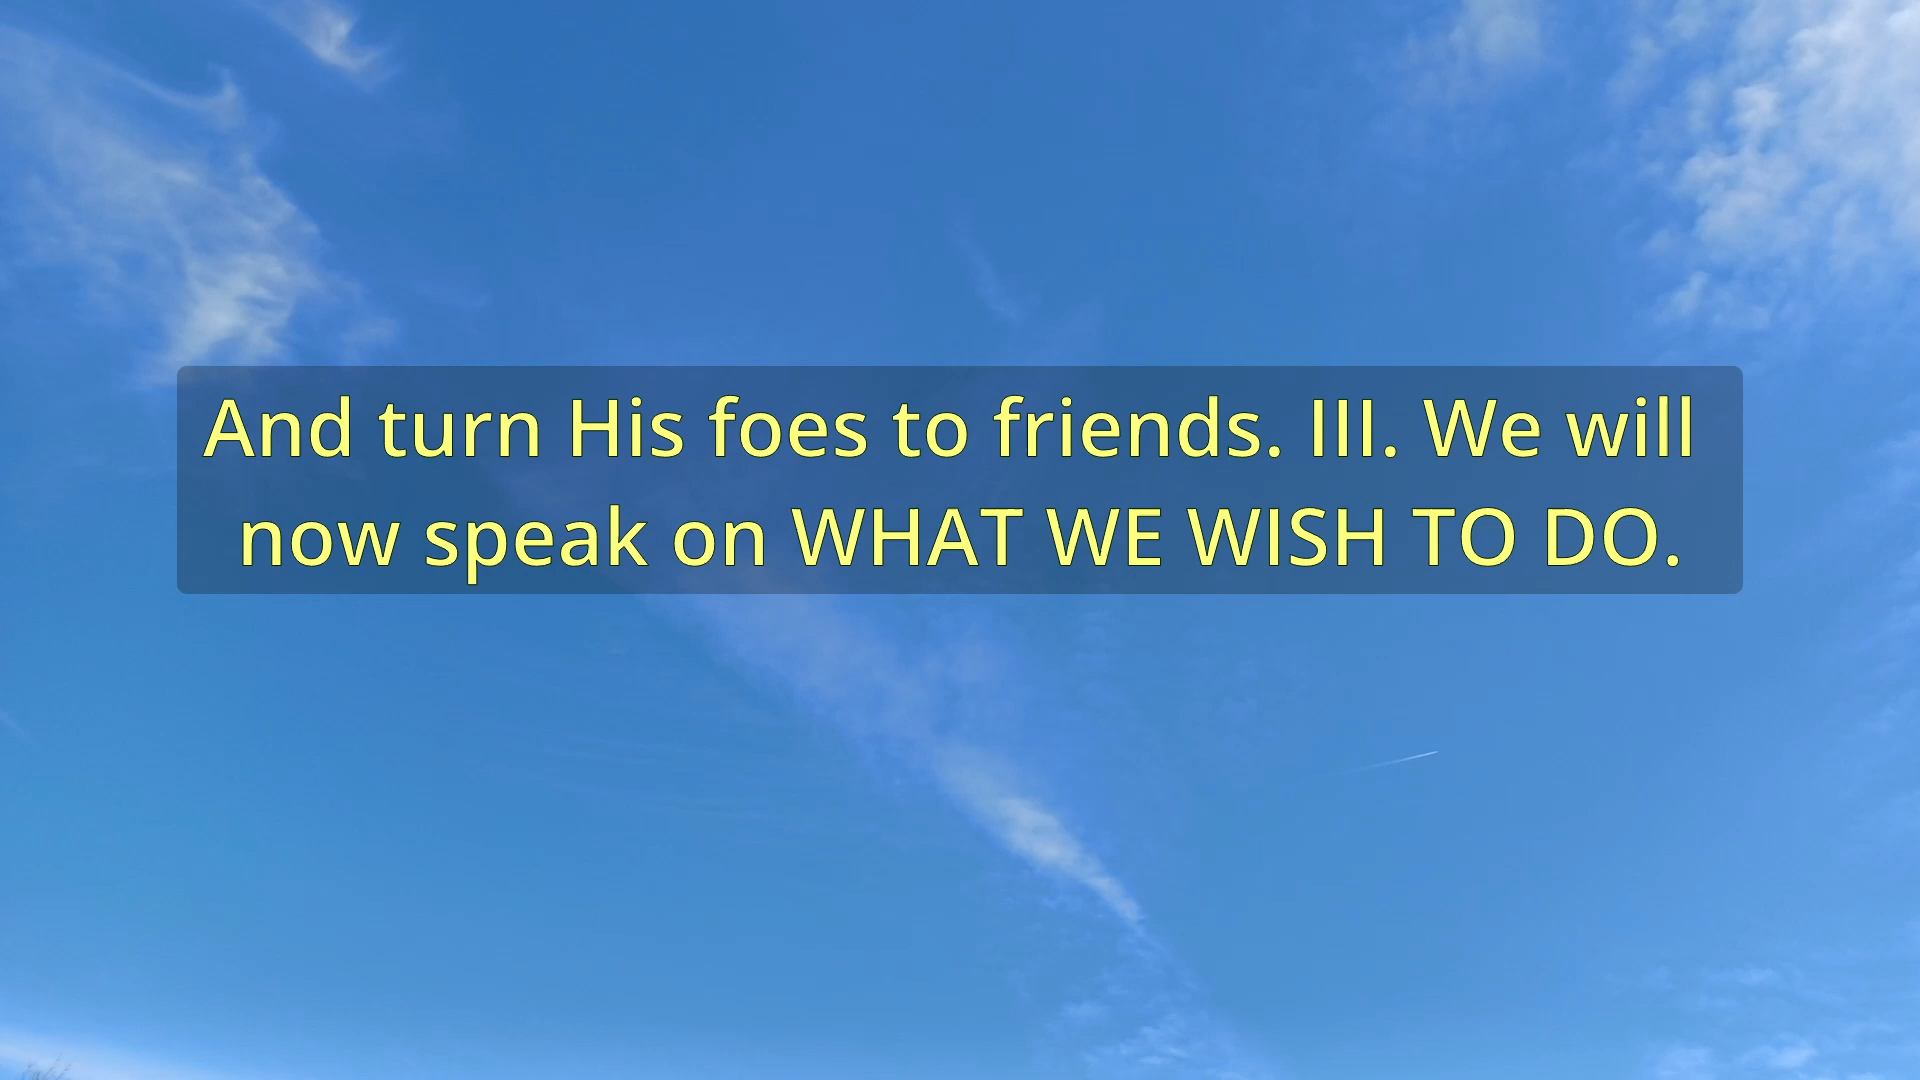 And turn His foes to friends. III. We will
now speak on WHAT WE WISH TO DO.